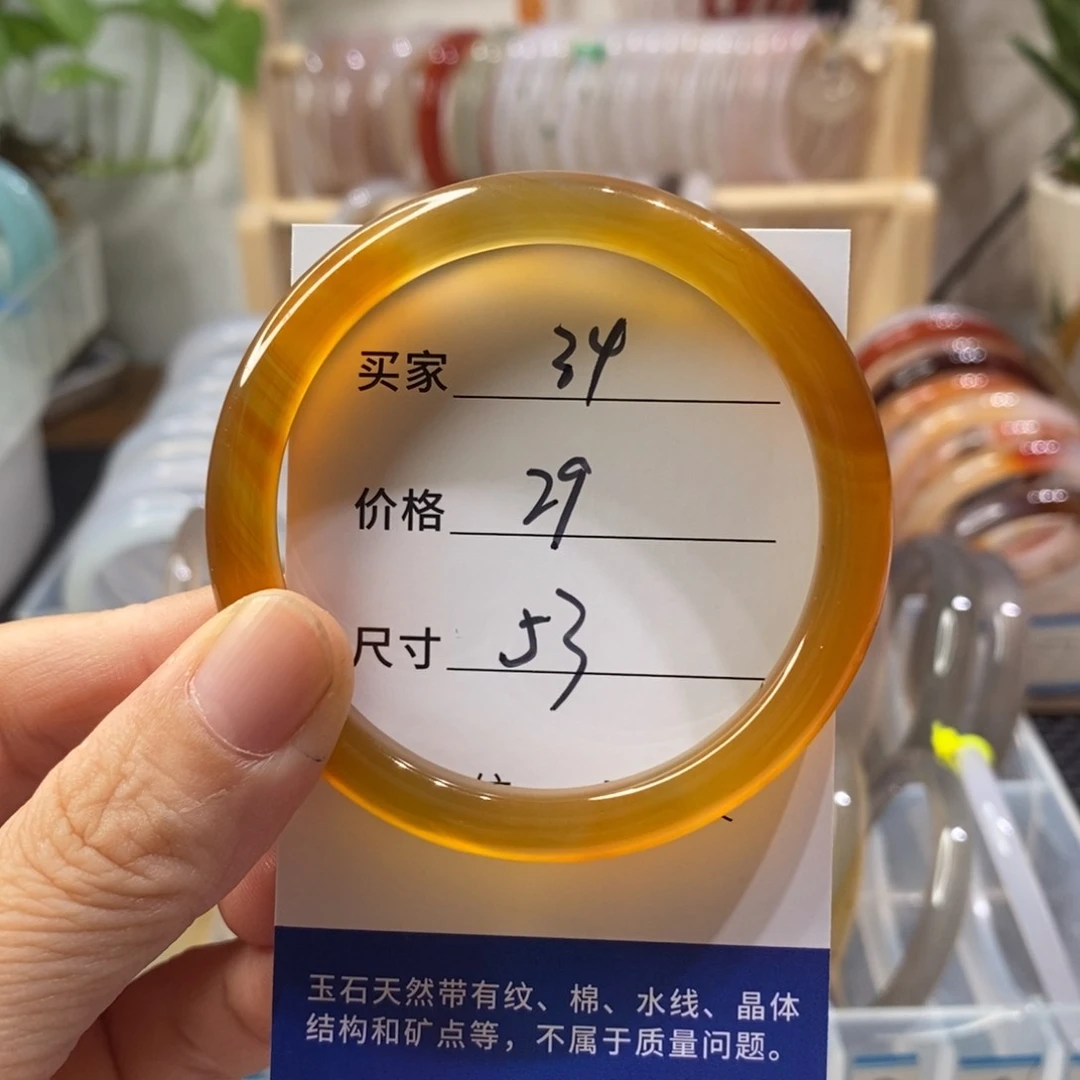 买家 34
价格 29
尺寸 53
玉石天然带有纹、棉、水线、晶体
结构和矿点等，不属于质量问题。